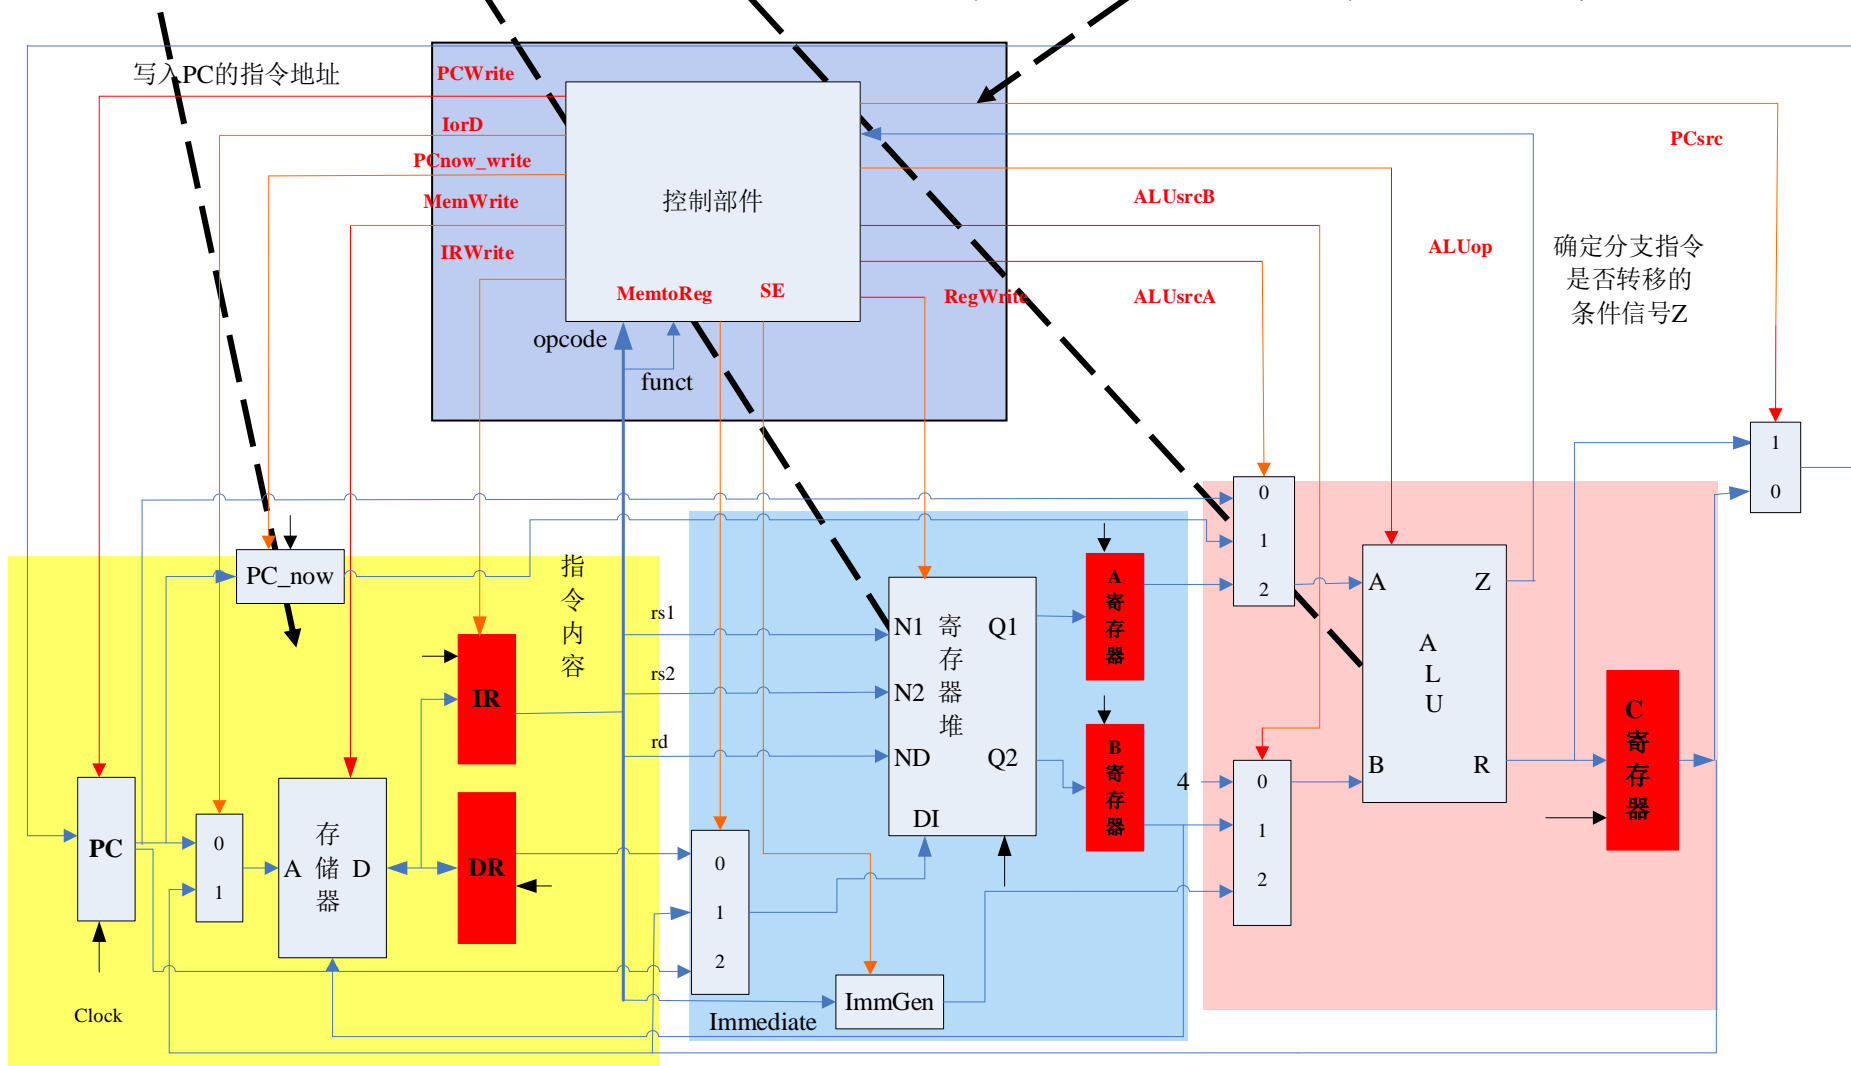 写入PC的指令地址
PCWrite
IorD
PCnow_write
MemWrite
IRWrite
控制部件
MemtoReg
SE
RegWrite
ALUsrcB
ALUsrcA
ALUop
PCsrc
确定分支指令
是否转移的
条件信号Z
opcode
funct
1
0
0
1
2
PC_now
指令内容
rs1
rs2
rd
IR
DR
N1
N2
ND
DI
寄存器堆
Q1
Q2
A寄存器
B寄存器
4
0
1
2
A
B
ALU
Z
R
C寄存器
PC
0
1
A
存储器
D
0
1
2
ImmGen
Immediate
Clock